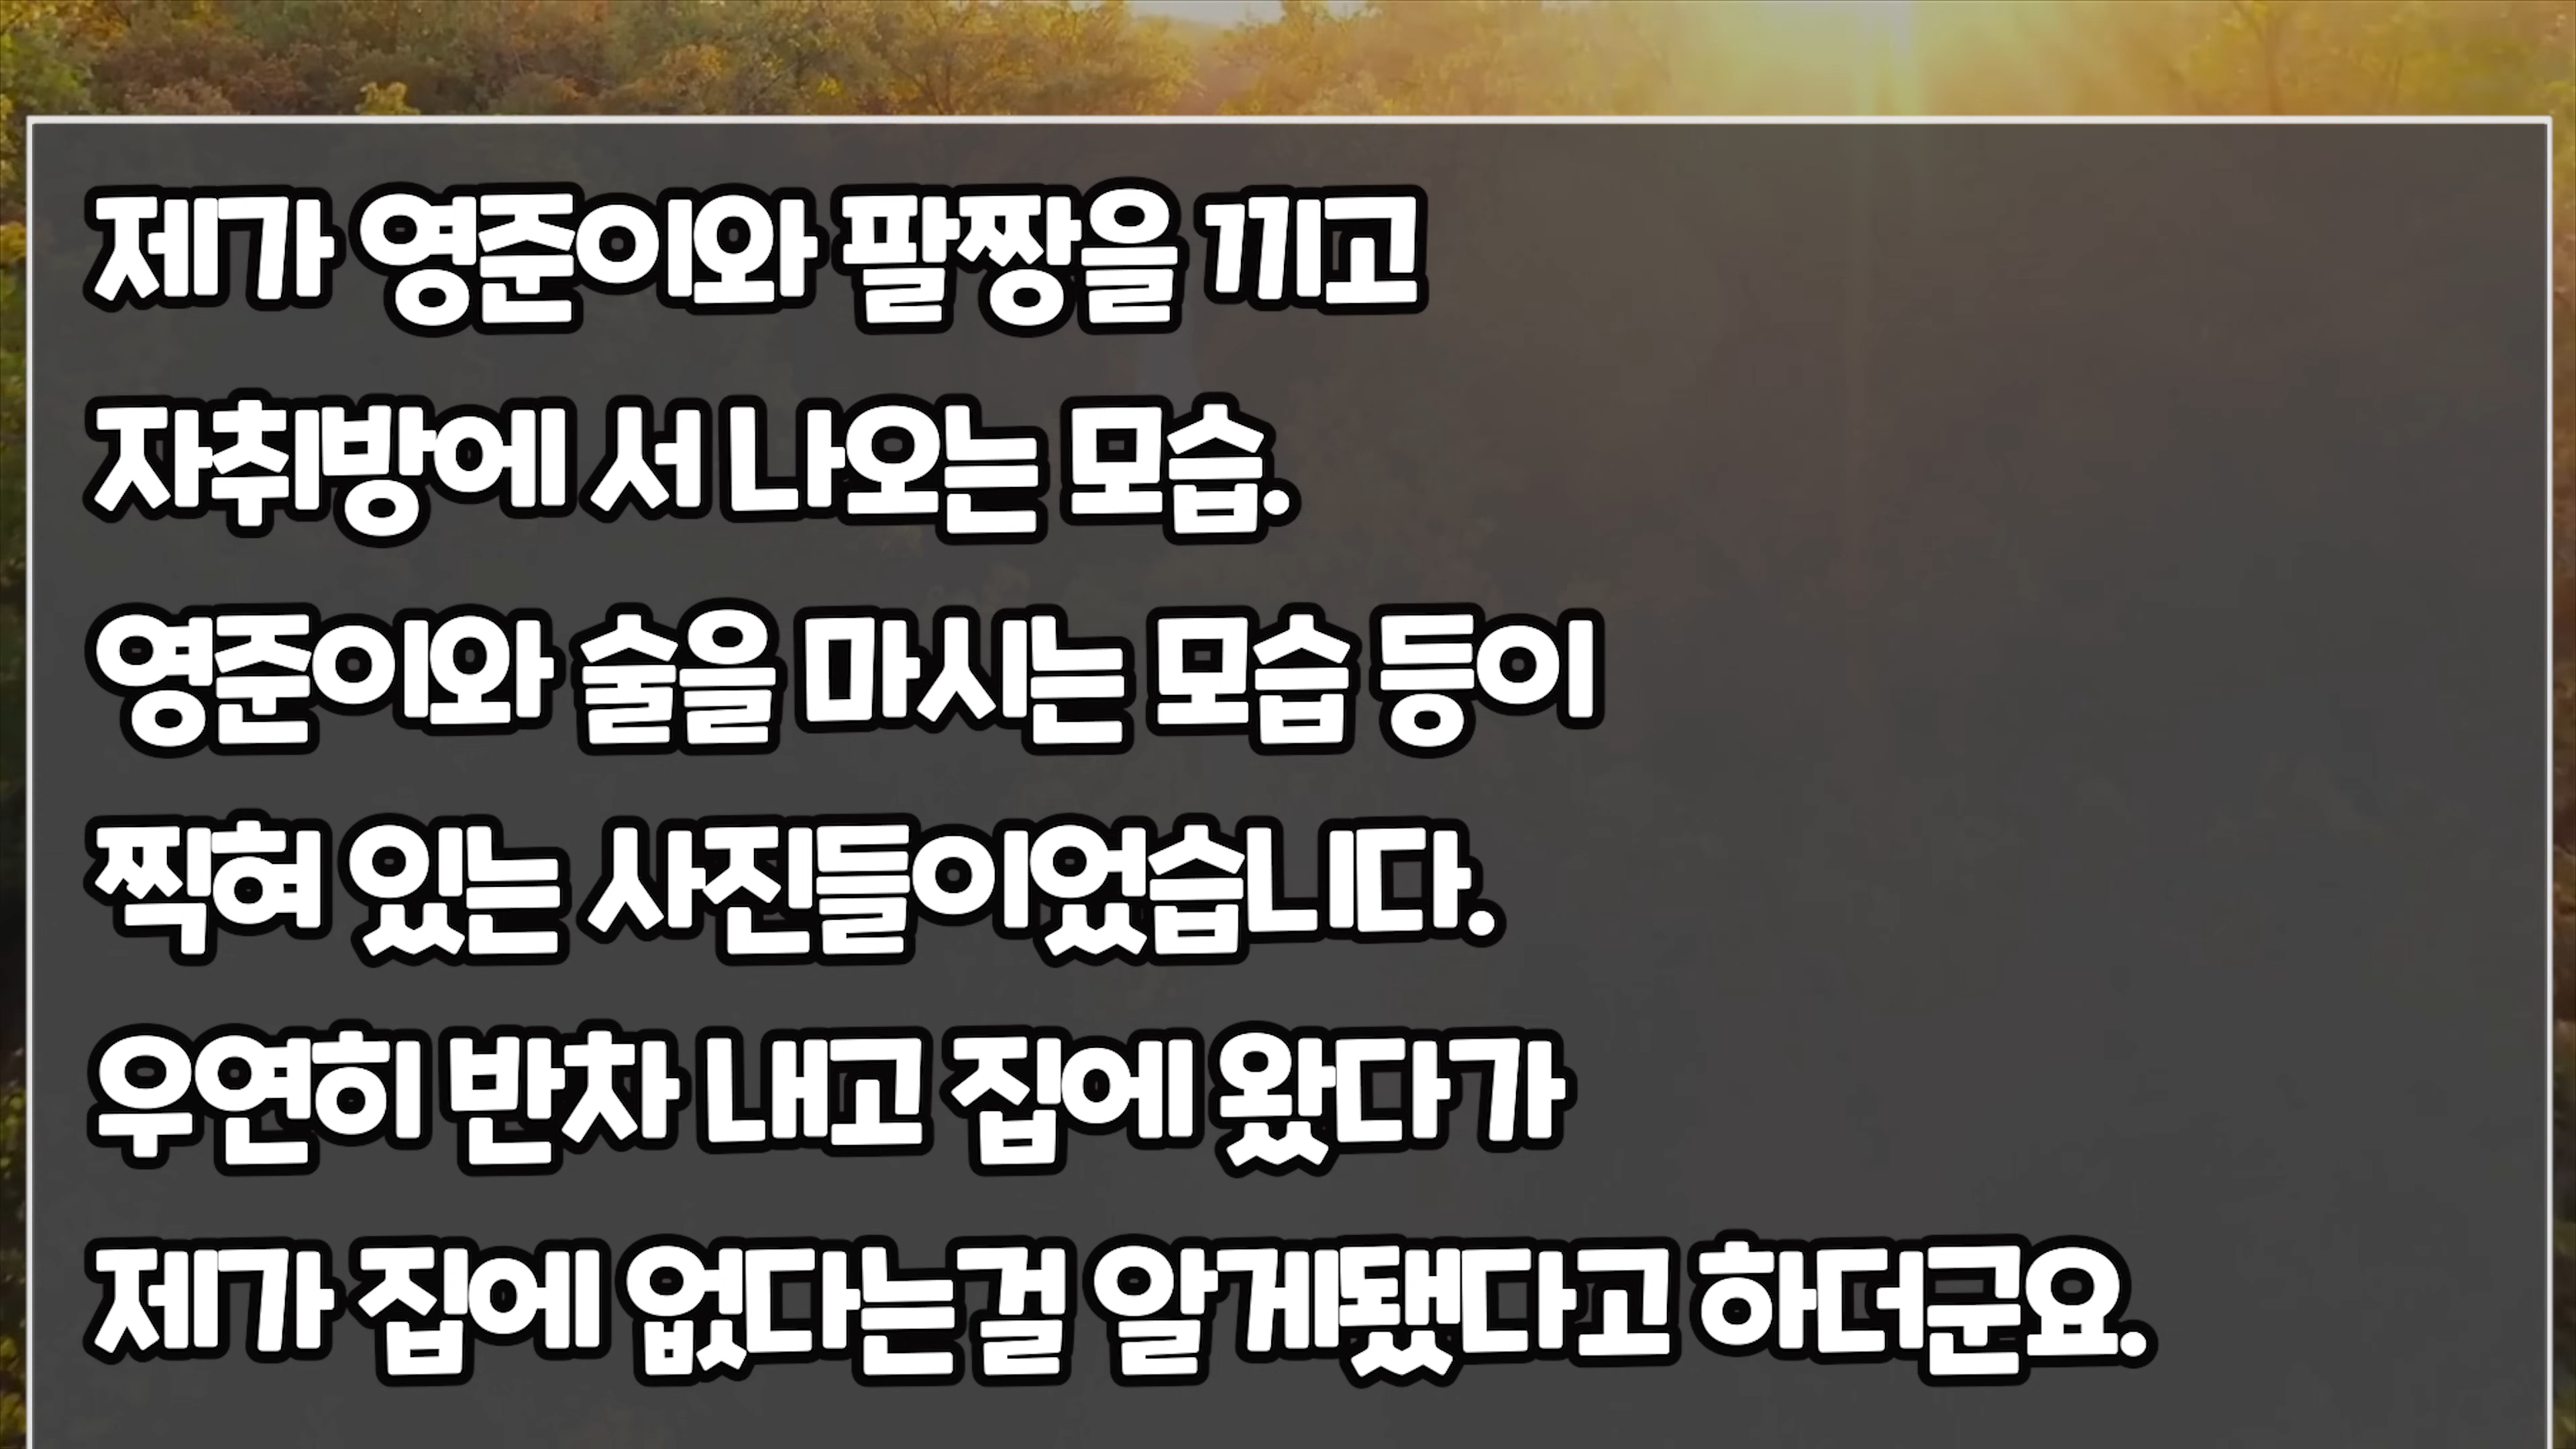 제가 영준이와 팔짱을 끼고
자취방에 서 나오는 모습.
영준이와 술을 마시는 모습 등이
찍혀 있는 사진들이었습니다.
우연히 반차 내고 집에 왔다가
제가 집에 없다는걸 알게됐다고 하더군요.